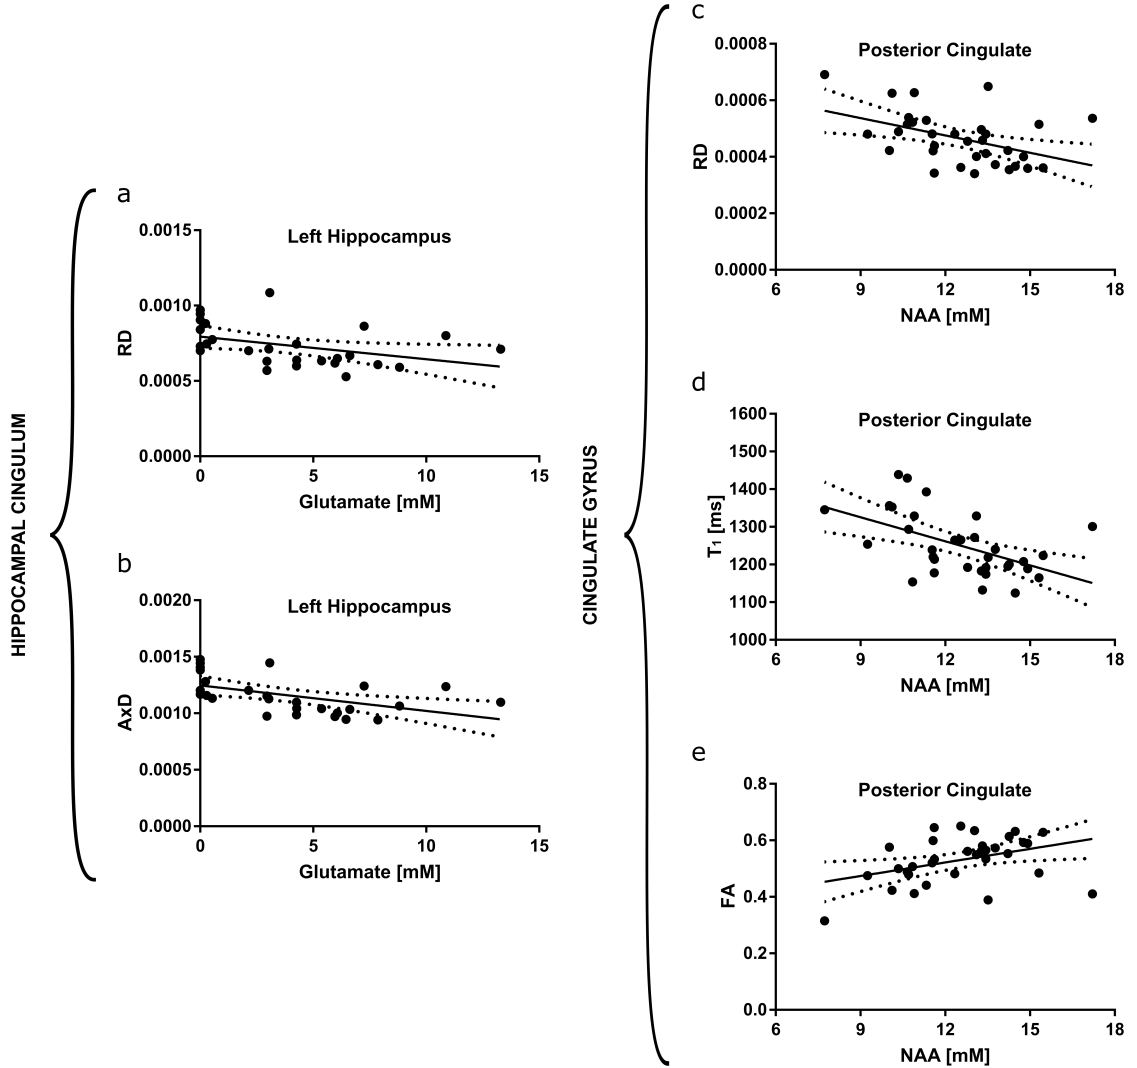 HIPPOCAMPAL CINGULUM
a
Left Hippocampus
RD
0.0015
0.0010
0.0005
0.0000
0 5 10 15
Glutamate [mM]
b
Left Hippocampus
AxD
0.0020
0.0015
0.0010
0.0005
0.0000
0 5 10 15
Glutamate [mM]
CINGULATE GYRUS
c
Posterior Cingulate
RD
0.0008
0.0006
0.0004
0.0002
0.0000
6 9 12 15 18
NAA [mM]
d
Posterior Cingulate
T1 [ms]
1600
1500
1400
1300
1200
1100
1000
6 9 12 15 18
NAA [mM]
e
Posterior Cingulate
FA
0.8
0.6
0.4
0.2
0.0
6 9 12 15 18
NAA [mM]